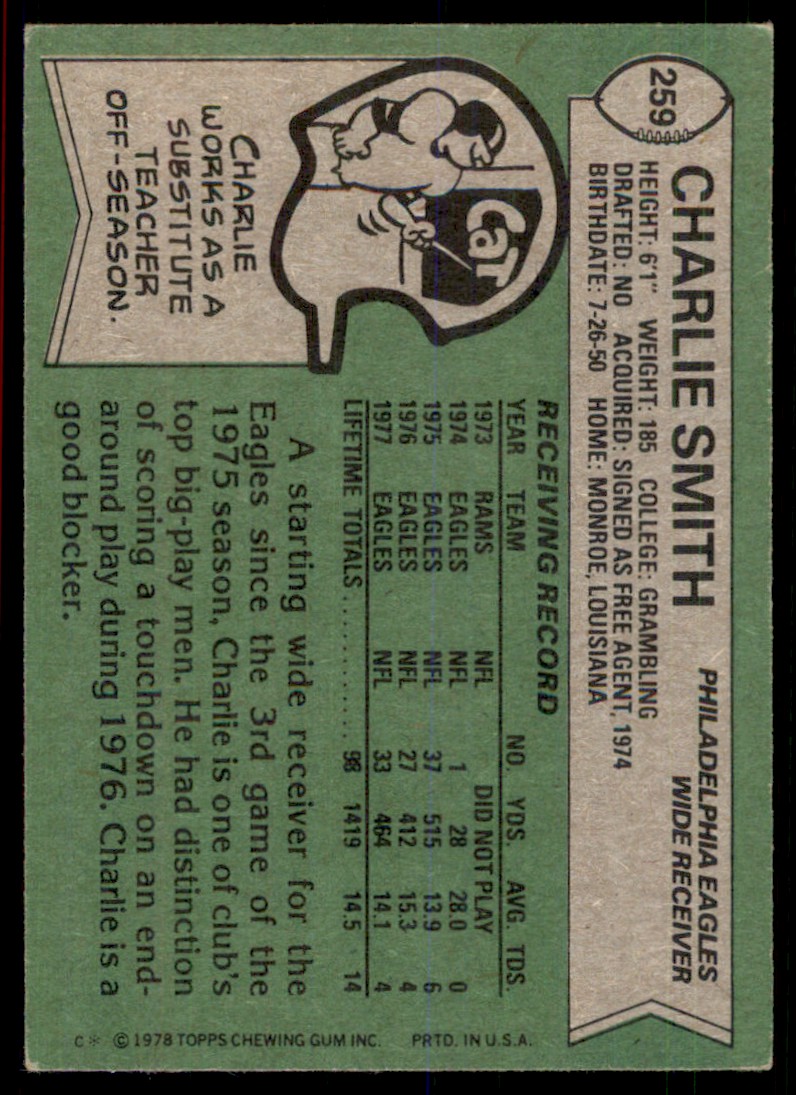 259
CHARLIE SMITH
PHILADELPHIA EAGLES
WIDE RECEIVER
HEIGHT: 6'1" WEIGHT: 185 COLLEGE: GRAMBLING
DRAFTED: NO ACQUIRED: SIGNED AS FREE AGENT, 1974
BIRTHDATE: 7-26-50 HOME: MONROE, LOUISIANA
CaT
CHARLIE
WORKS AS A
SUBSTITUTE
TEACHER
OFF-SEASON.
RECEIVING RECORD
YEAR TEAM NO. YDS. AVG. TDS.
1973 RAMS NFL DID NOT PLAY
1974 EAGLES NFL 1 28 28.0 0
1975 EAGLES NFL 37 515 13.9 6
1976 EAGLES NFL 27 412 15.3 4
1977 EAGLES NFL 33 464 14.1 4
LIFETIME TOTALS .......... 98 1419 14.5 14
A starting wide receiver for the
Eagles since the 3rd game of the
1975 season, Charlie is one of club's
top big-play men. He had distinction
of scoring a touchdown on an end-
around play during 1976. Charlie is a
good blocker.
C* © 1978 TOPPS CHEWING GUM INC. PRTD. IN U.S.A.